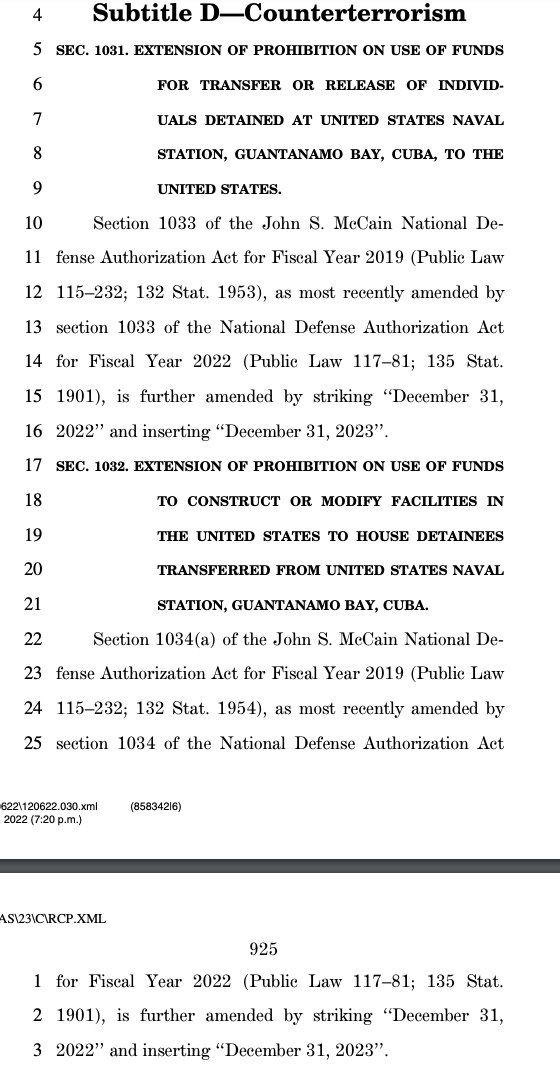 4 Subtitle D—Counterterrorism
5 SEC. 1031. EXTENSION OF PROHIBITION ON USE OF FUNDS
6 FOR TRANSFER OR RELEASE OF INDIVID-
7 UALS DETAINED AT UNITED STATES NAVAL
8 STATION, GUANTANAMO BAY, CUBA, TO THE
9 UNITED STATES.
10 Section 1033 of the John S. McCain National De-
11 fense Authorization Act for Fiscal Year 2019 (Public Law
12 115–232; 132 Stat. 1953), as most recently amended by
13 section 1033 of the National Defense Authorization Act
14 for Fiscal Year 2022 (Public Law 117–81; 135 Stat.
15 1901), is further amended by striking ‘‘December 31,
16 2022’’ and inserting ‘‘December 31, 2023’’.
17 SEC. 1032. EXTENSION OF PROHIBITION ON USE OF FUNDS
18 TO CONSTRUCT OR MODIFY FACILITIES IN
19 THE UNITED STATES TO HOUSE DETAINEES
20 TRANSFERRED FROM UNITED STATES NAVAL
21 STATION, GUANTANAMO BAY, CUBA.
22 Section 1034(a) of the John S. McCain National De-
23 fense Authorization Act for Fiscal Year 2019 (Public Law
24 115–232; 132 Stat. 1954), as most recently amended by
25 section 1034 of the National Defense Authorization Act
0622\120622.030.xml (858342|6)
2022 (7:20 p.m.)
AS\23\C\RCP.XML
925
1 for Fiscal Year 2022 (Public Law 117–81; 135 Stat.
2 1901), is further amended by striking ‘‘December 31,
3 2022’’ and inserting ‘‘December 31, 2023’’.